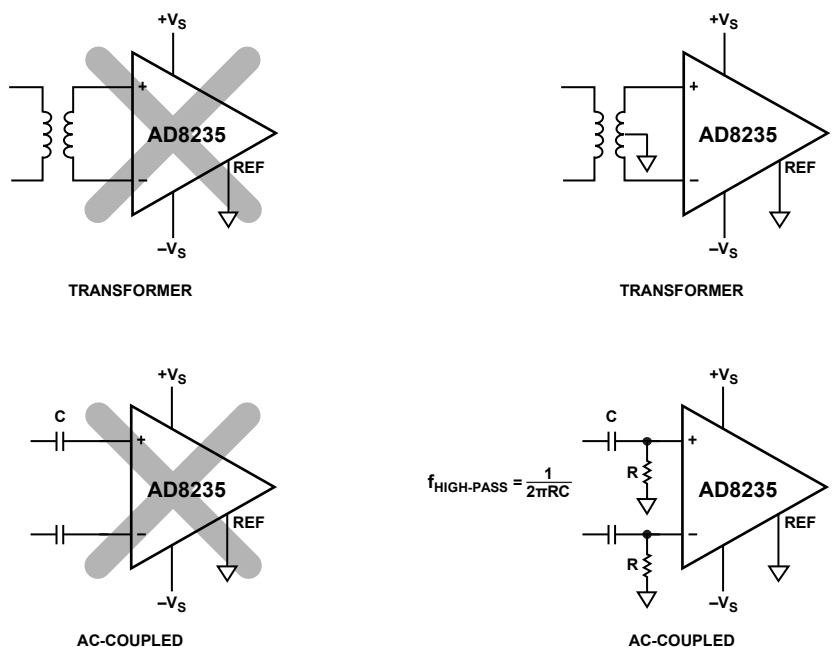 +VS
+
AD8235
REF
−
−VS
TRANSFORMER
+VS
+
AD8235
REF
−
−VS
TRANSFORMER
+VS
C
+
AD8235
REF
−
−VS
AC-COUPLED
fHIGH-PASS = 1/2πRC
+VS
C
+
R
AD8235
REF
−
R
−VS
AC-COUPLED